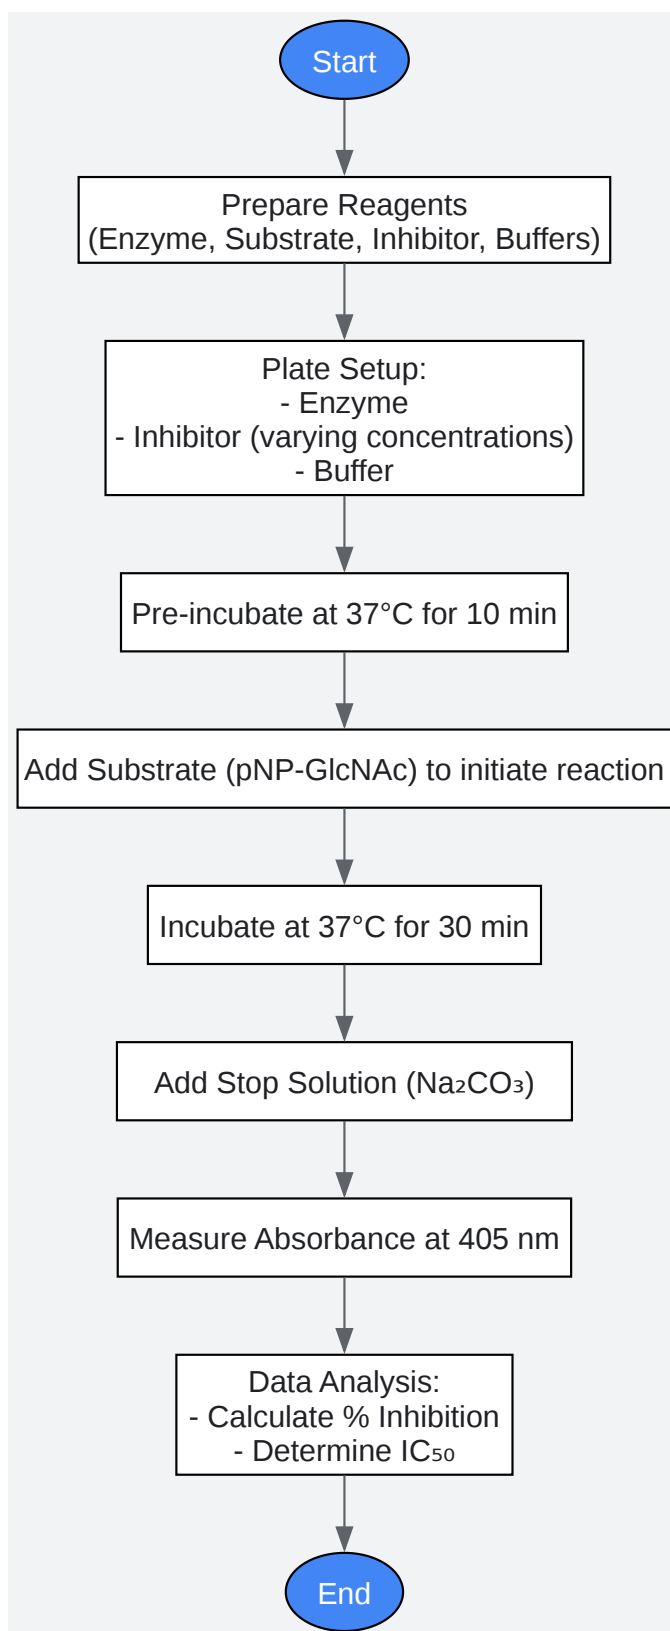 Start
Prepare Reagents
(Enzyme, Substrate, Inhibitor, Buffers)
Plate Setup:
- Enzyme
- Inhibitor (varying concentrations)
- Buffer
Pre-incubate at 37°C for 10 min
Add Substrate (pNP-GlcNAc) to initiate reaction
Incubate at 37°C for 30 min
Add Stop Solution (Na₂CO₃)
Measure Absorbance at 405 nm
Data Analysis:
- Calculate % Inhibition
- Determine IC₅₀
End